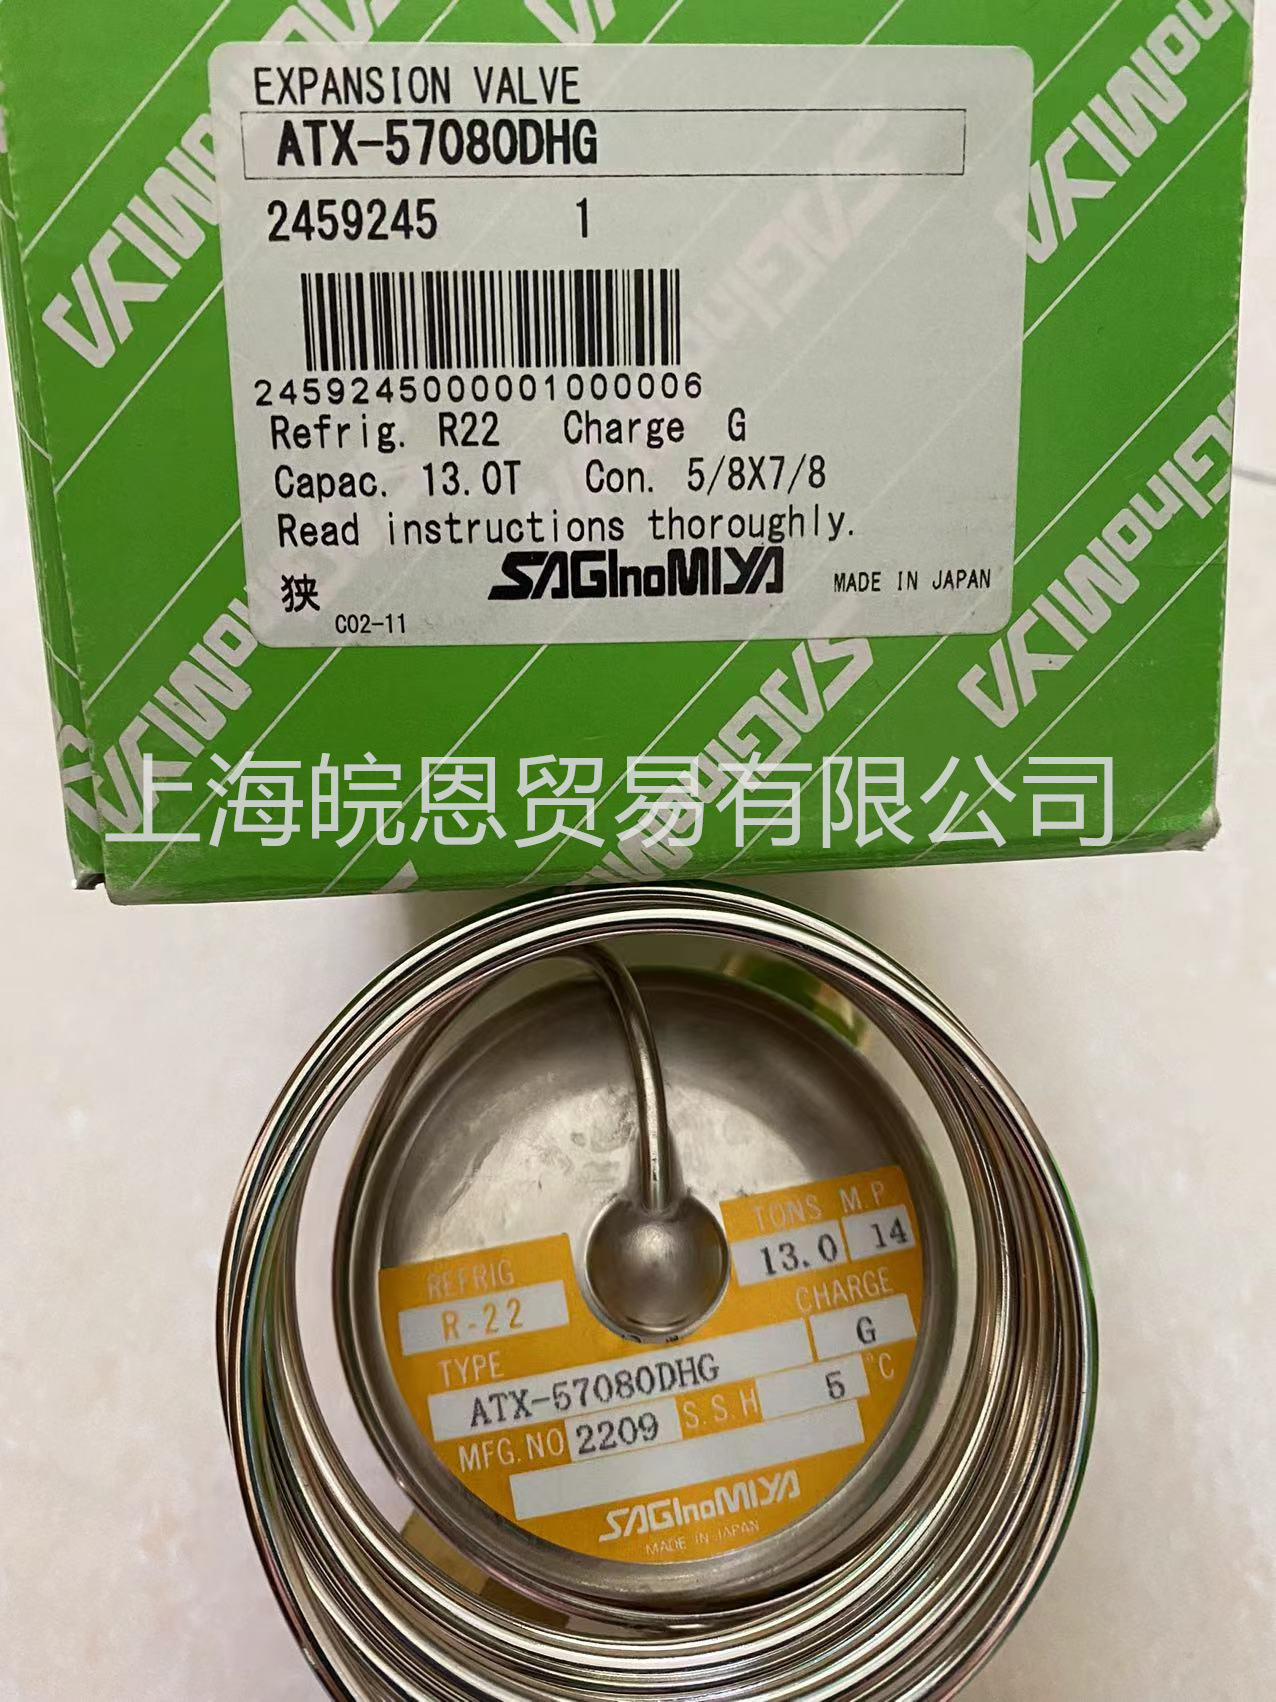 EXPANSION VALVE
ATX-57080DHG
2459245 1
2459245000001000006
Refrig. R22 Charge G
Capac. 13.0T Con. 5/8X7/8
Read instructions thoroughly.
狭 C02-11 SAGInoMIYA MADE IN JAPAN
SAGInoMIYA
SAGInoMIYA
上海皖恩贸易有限公司
TONS M.P
13.0 14
REFRIG
R-22
CHARGE
G
TYPE
ATX-57080DHG
MFG.NO 2209 S.S.H 5 °C
SAGInoMIYA
MADE IN JAPAN